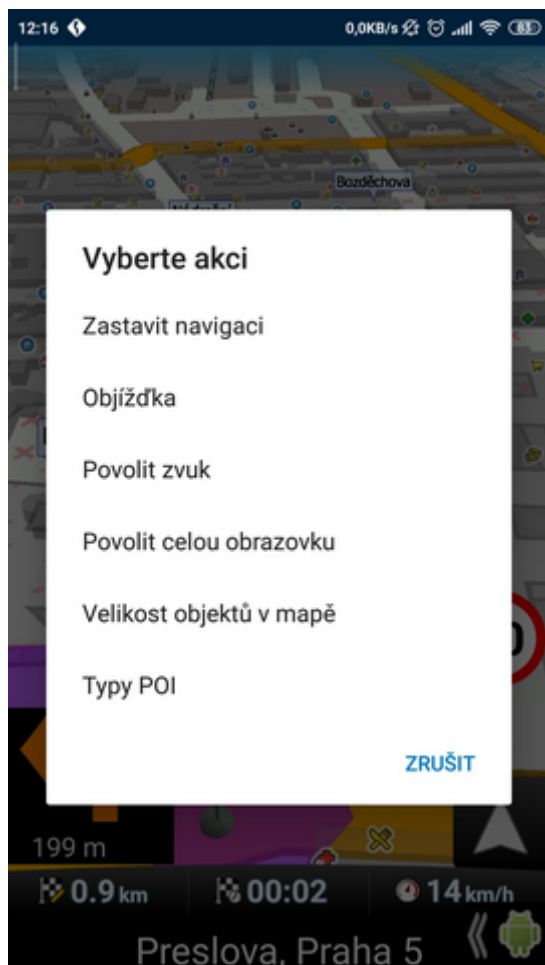 12:16
0,0KB/s
83
Bozděchova
Vyberte akci
Zastavit navigaci
Objížďka
Povolit zvuk
Povolit celou obrazovku
Velikost objektů v mapě
Typy POI
ZRUŠIT
199 m
0.9 km
00:02
14 km/h
Preslova, Praha 5